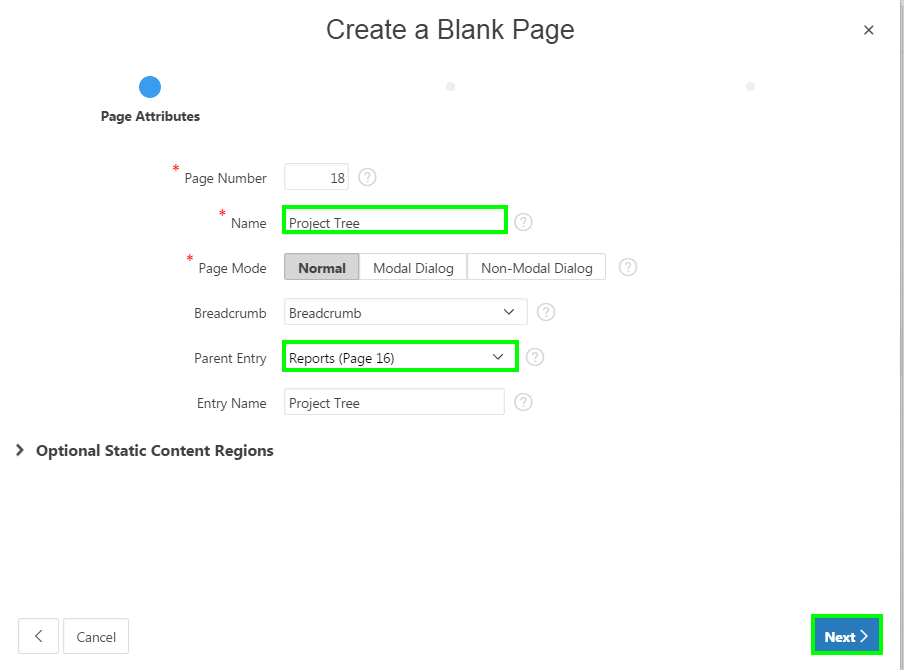 Create a Blank Page
×
Page Attributes
* Page Number 18 ?
* Name Project Tree ?
* Page Mode Normal Modal Dialog Non-Modal Dialog ?
Breadcrumb Breadcrumb ?
Parent Entry Reports (Page 16) ?
Entry Name Project Tree ?
Optional Static Content Regions
Cancel Next